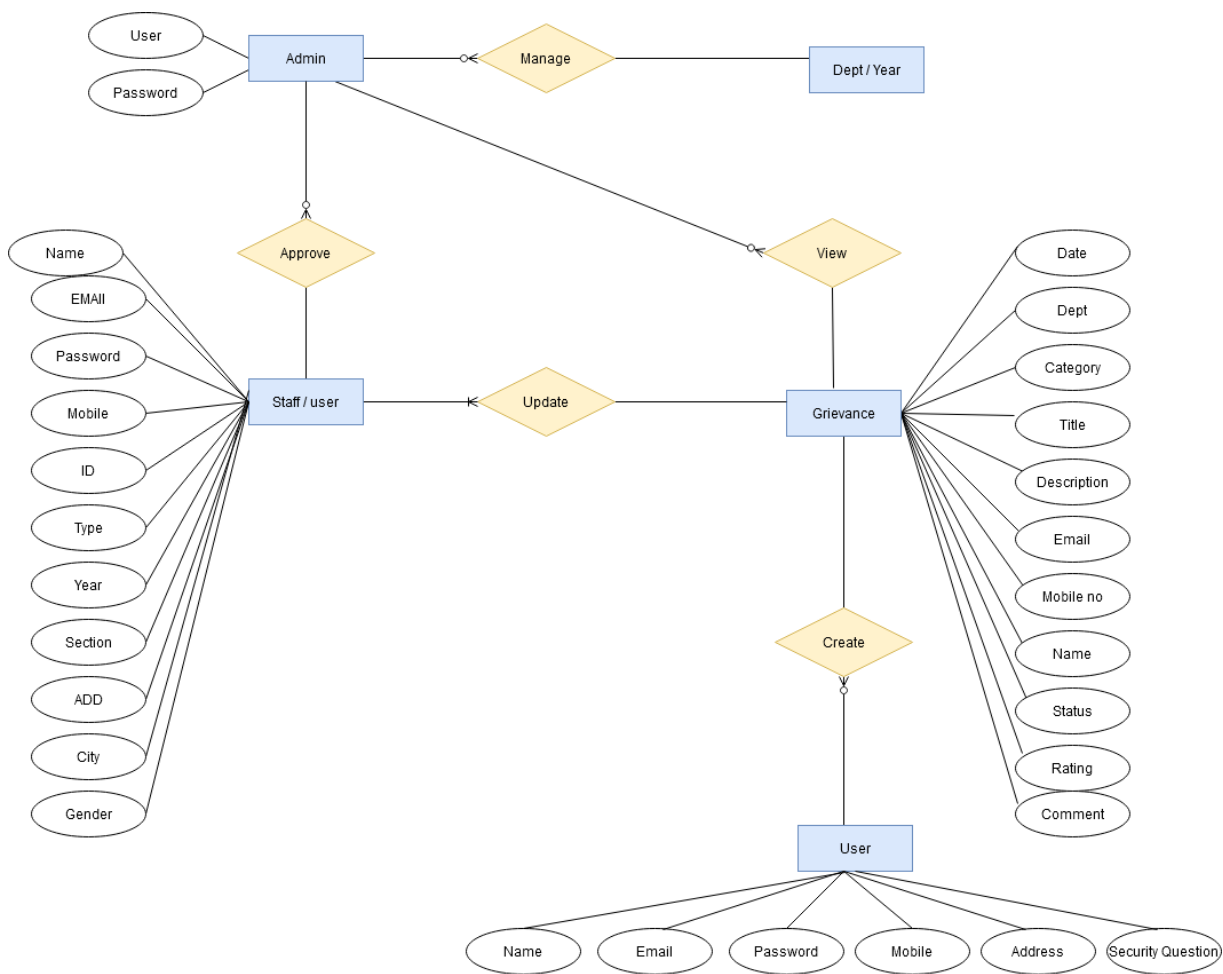 User
Admin
Manage
Dept / Year
Password
Name
Approve
View
Date
EMAIl
Dept
Password
Category
Staff / user
Update
Grievance
Mobile
Title
ID
Description
Type
Email
Year
Mobile no
Section
Create
Name
ADD
Status
City
Rating
Gender
Comment
User
Name
Email
Password
Mobile
Address
Security Question